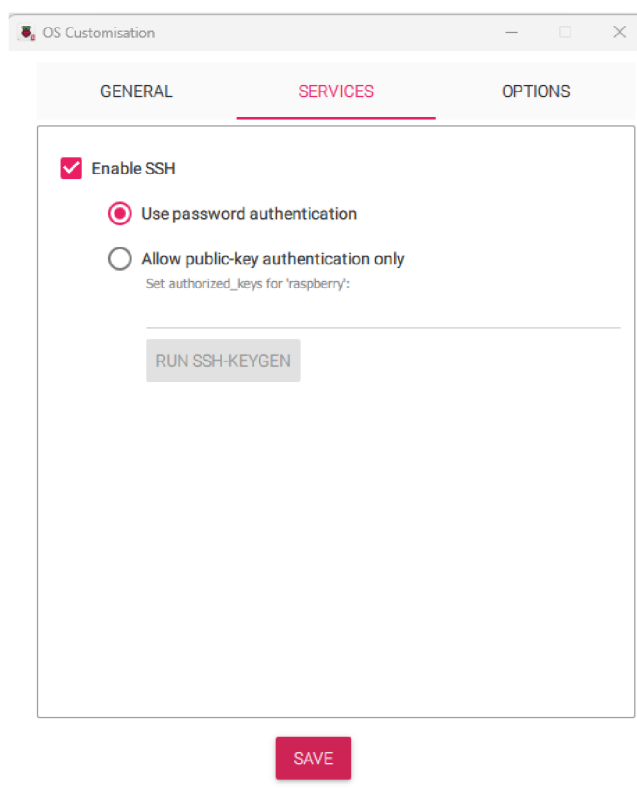 OS Customisation
GENERAL SERVICES OPTIONS
Enable SSH
Use password authentication
Allow public-key authentication only
Set authorized_keys for 'raspberry':
RUN SSH-KEYGEN
SAVE